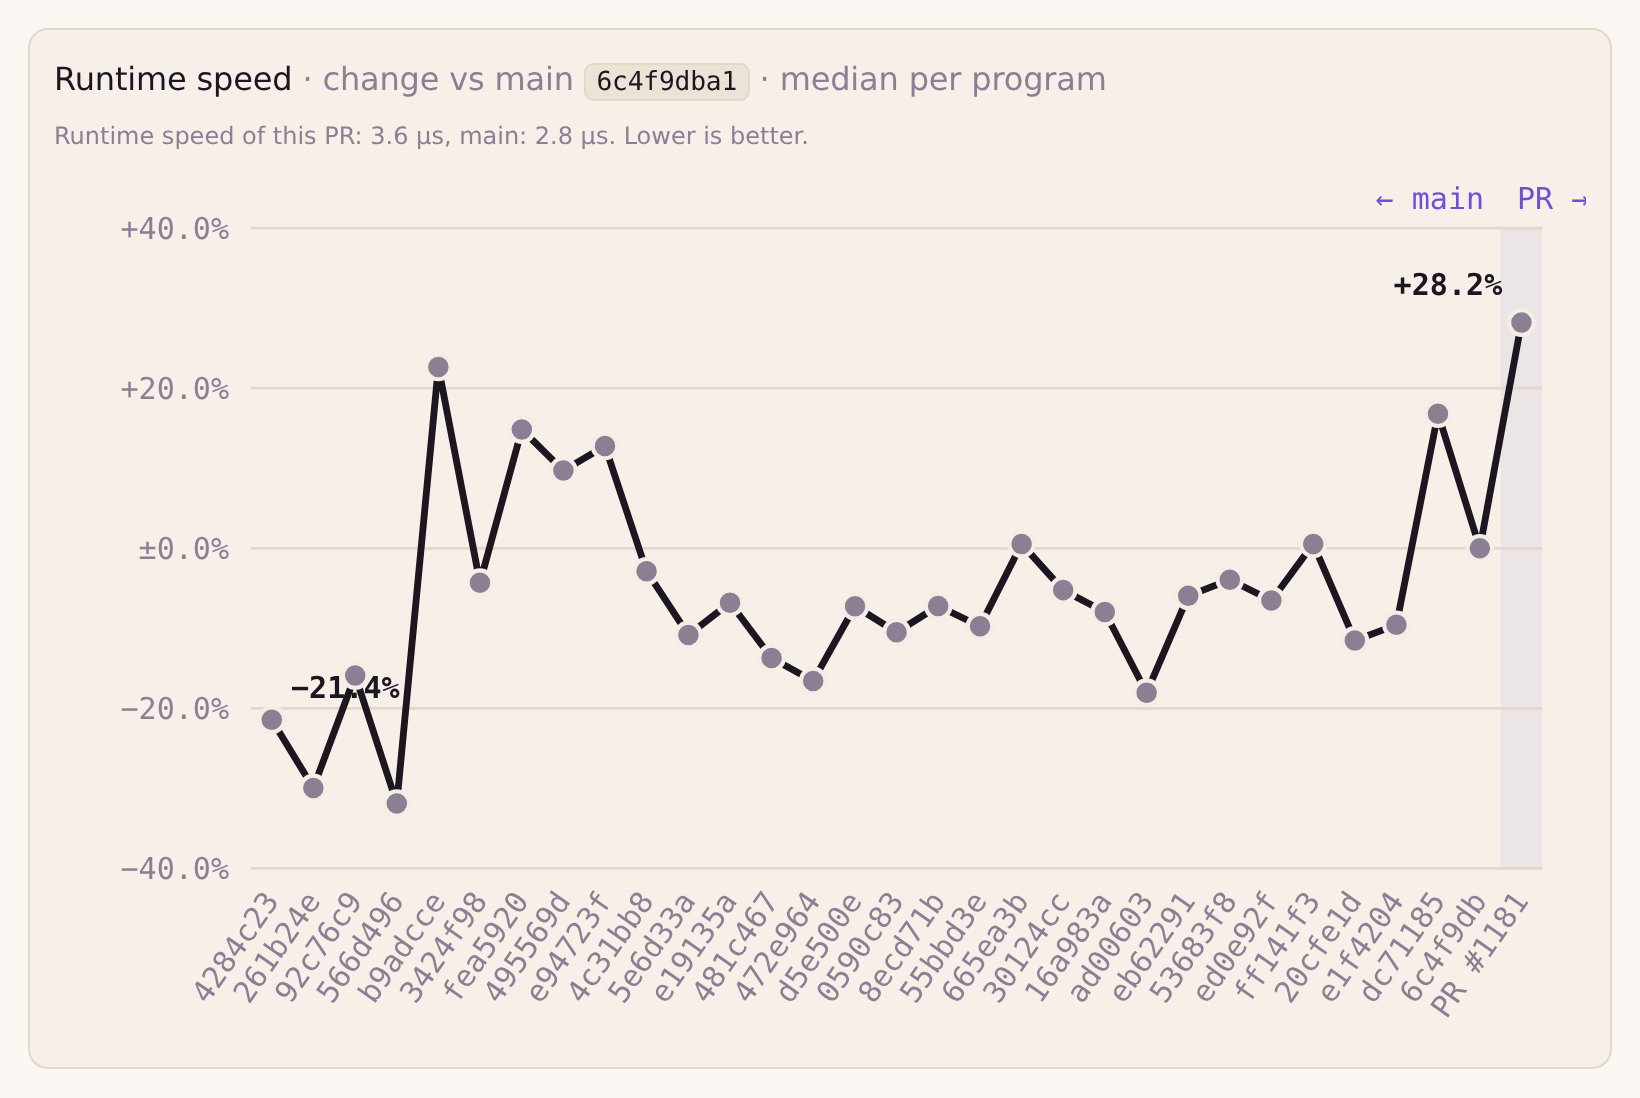 Runtime speed · change vs main 6c4f9dba1 · median per program
Runtime speed of this PR: 3.6 µs, main: 2.8 µs. Lower is better.
← main PR →
+40.0%
+28.2%
+20.0%
±0.0%
−21.4%
−20.0%
−40.0%
4284c23
261b24e
92c76c9
566d496
b9adcce
3424f98
fea5920
495569d
e94723f
4c31bb8
5e6d33a
e19135a
481c467
472e964
d5e500e
0590c83
8ecd71b
55bbd3e
665ea3b
30124cc
16a983a
ad00603
eb62291
53683f8
ed0e92f
ff141f3
20cfe1d
e1f4204
dc71185
6c4f9db
PR #1181